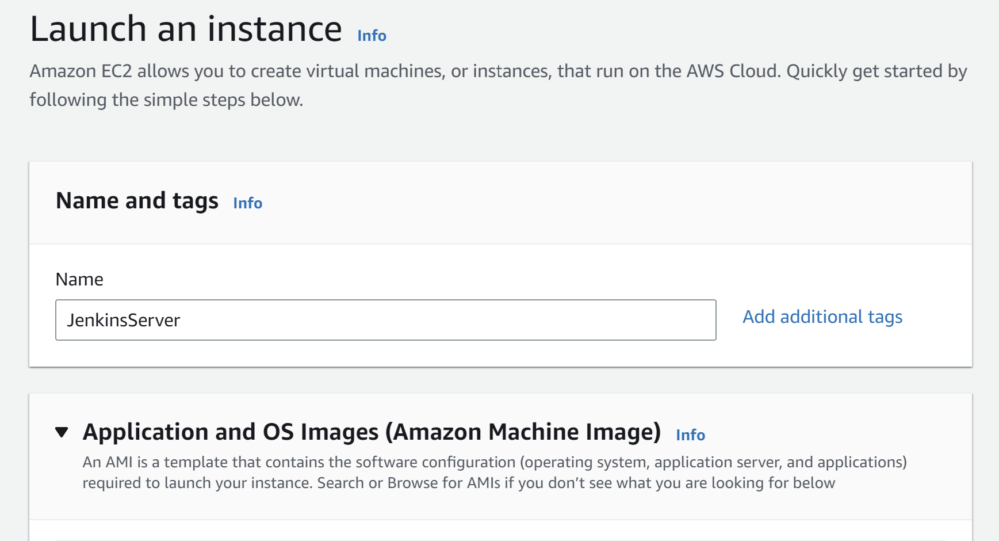 Launch an instance Info
Amazon EC2 allows you to create virtual machines, or instances, that run on the AWS Cloud. Quickly get started by
following the simple steps below.
Name and tags Info
Name
JenkinsServer
Add additional tags
Application and OS Images (Amazon Machine Image) Info
An AMI is a template that contains the software configuration (operating system, application server, and applications)
required to launch your instance. Search or Browse for AMIs if you don’t see what you are looking for below